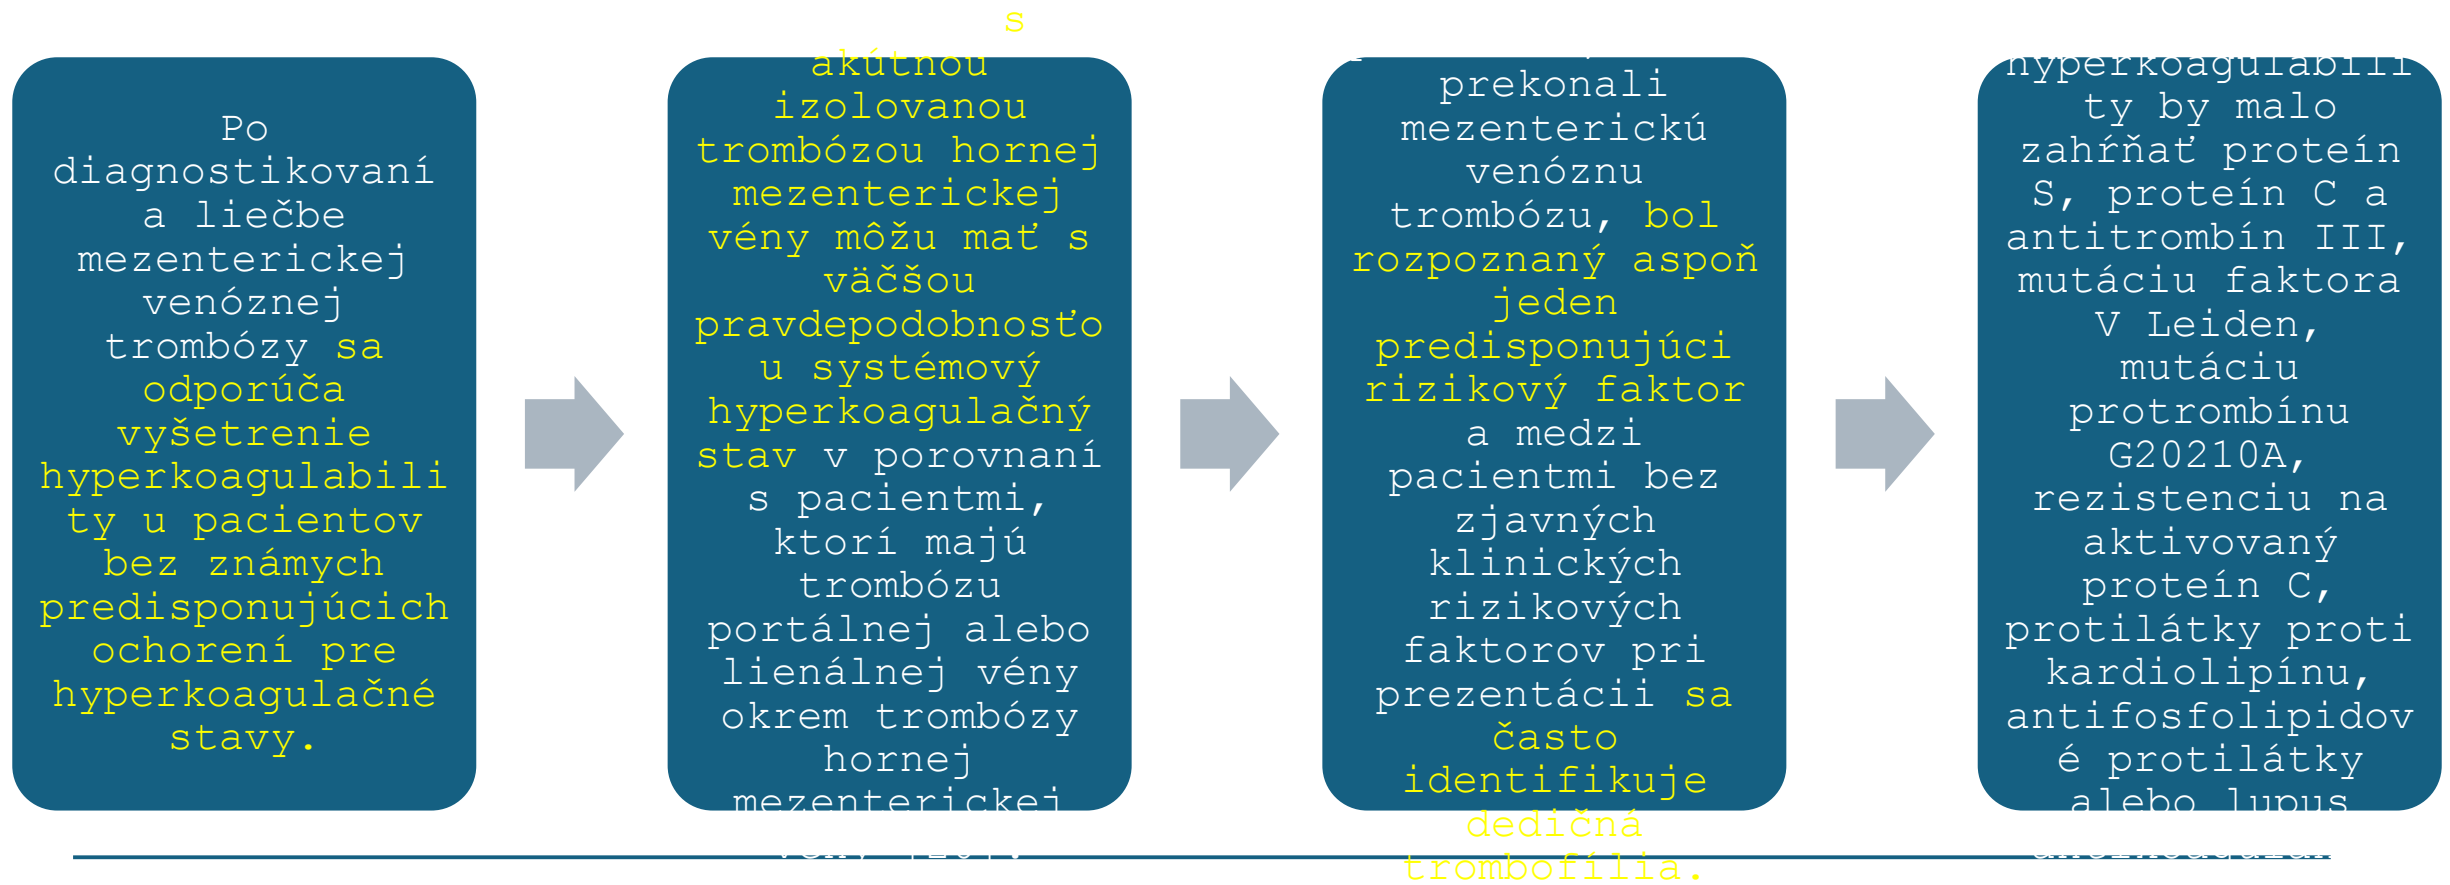 Po
diagnostikovaní
a liečbe
mezenterickej
venóznej
trombózy sa
odporúča
vyšetrenie
hyperkoagulabili
ty u pacientov
bez známych
predisponujúcich
ochorení pre
hyperkoagulačné
stavy.
s
akútnou
izolovanou
trombózou hornej
mezenterickej
vény môžu mať s
väčšou
pravdepodobnosťo
u systémový
hyperkoagulačný
stav v porovnaní
s pacientmi,
ktorí majú
trombózu
portálnej alebo
lienálnej vény
okrem trombózy
hornej
mezenterickej
prekonali
mezenterickú
venóznu
trombózu, bol
rozpoznaný aspoň
jeden
predisponujúci
rizikový faktor
a medzi
pacientmi bez
zjavných
klinických
rizikových
faktorov pri
prezentácii sa
často
identifikuje
dedičná
trombofília.
hyperkoagulabili
ty by malo
zahŕňať proteín
S, proteín C a
antitrombín III,
mutáciu faktora
V Leiden,
mutáciu
protrombínu
G20210A,
rezistenciu na
aktivovaný
proteín C,
protilátky proti
kardiolipínu,
antifosfolipidov
é protilátky
alebo lupus